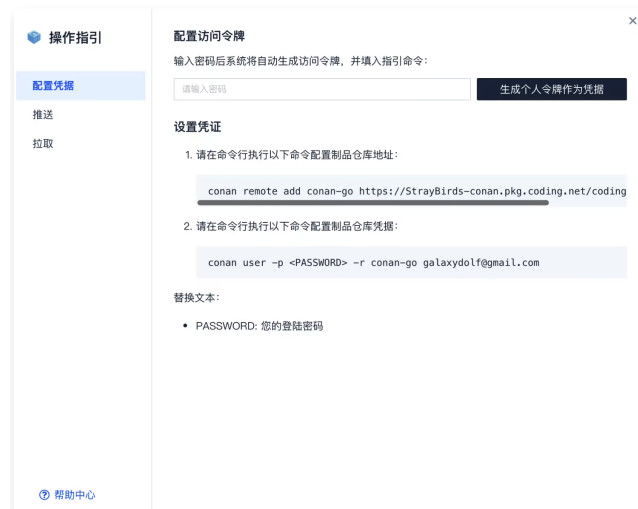 操作指引
配置凭据
推送
拉取
帮助中心
配置访问令牌
输入密码后系统将自动生成访问令牌，并填入指引命令：
请输入密码
生成个人令牌作为凭据
设置凭证
1. 请在命令行执行以下命令配置制品仓库地址：
conan remote add conan-go https://StrayBirds-conan.pkg.coding.net/coding
2. 请在命令行执行以下命令配置制品仓库凭据：
conan user -p <PASSWORD> -r conan-go galaxydolf@gmail.com
替换文本：
• PASSWORD: 您的登陆密码